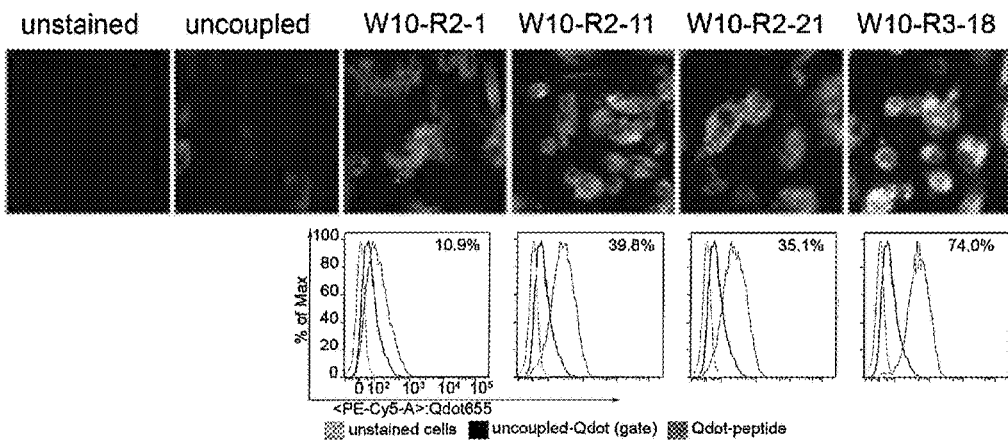 unstained uncoupled W10-R2-1 W10-R2-11 W10-R2-21 W10-R3-18
10.9% 39.8% 35.1% 74.0%
100
80
60
40
20
0
% of Max
0 10² 10³ 10⁴ 10⁵
<PE-Cy5-A>:Qdot655
unstained cells uncoupled-Qdot (gate) Qdot-peptide